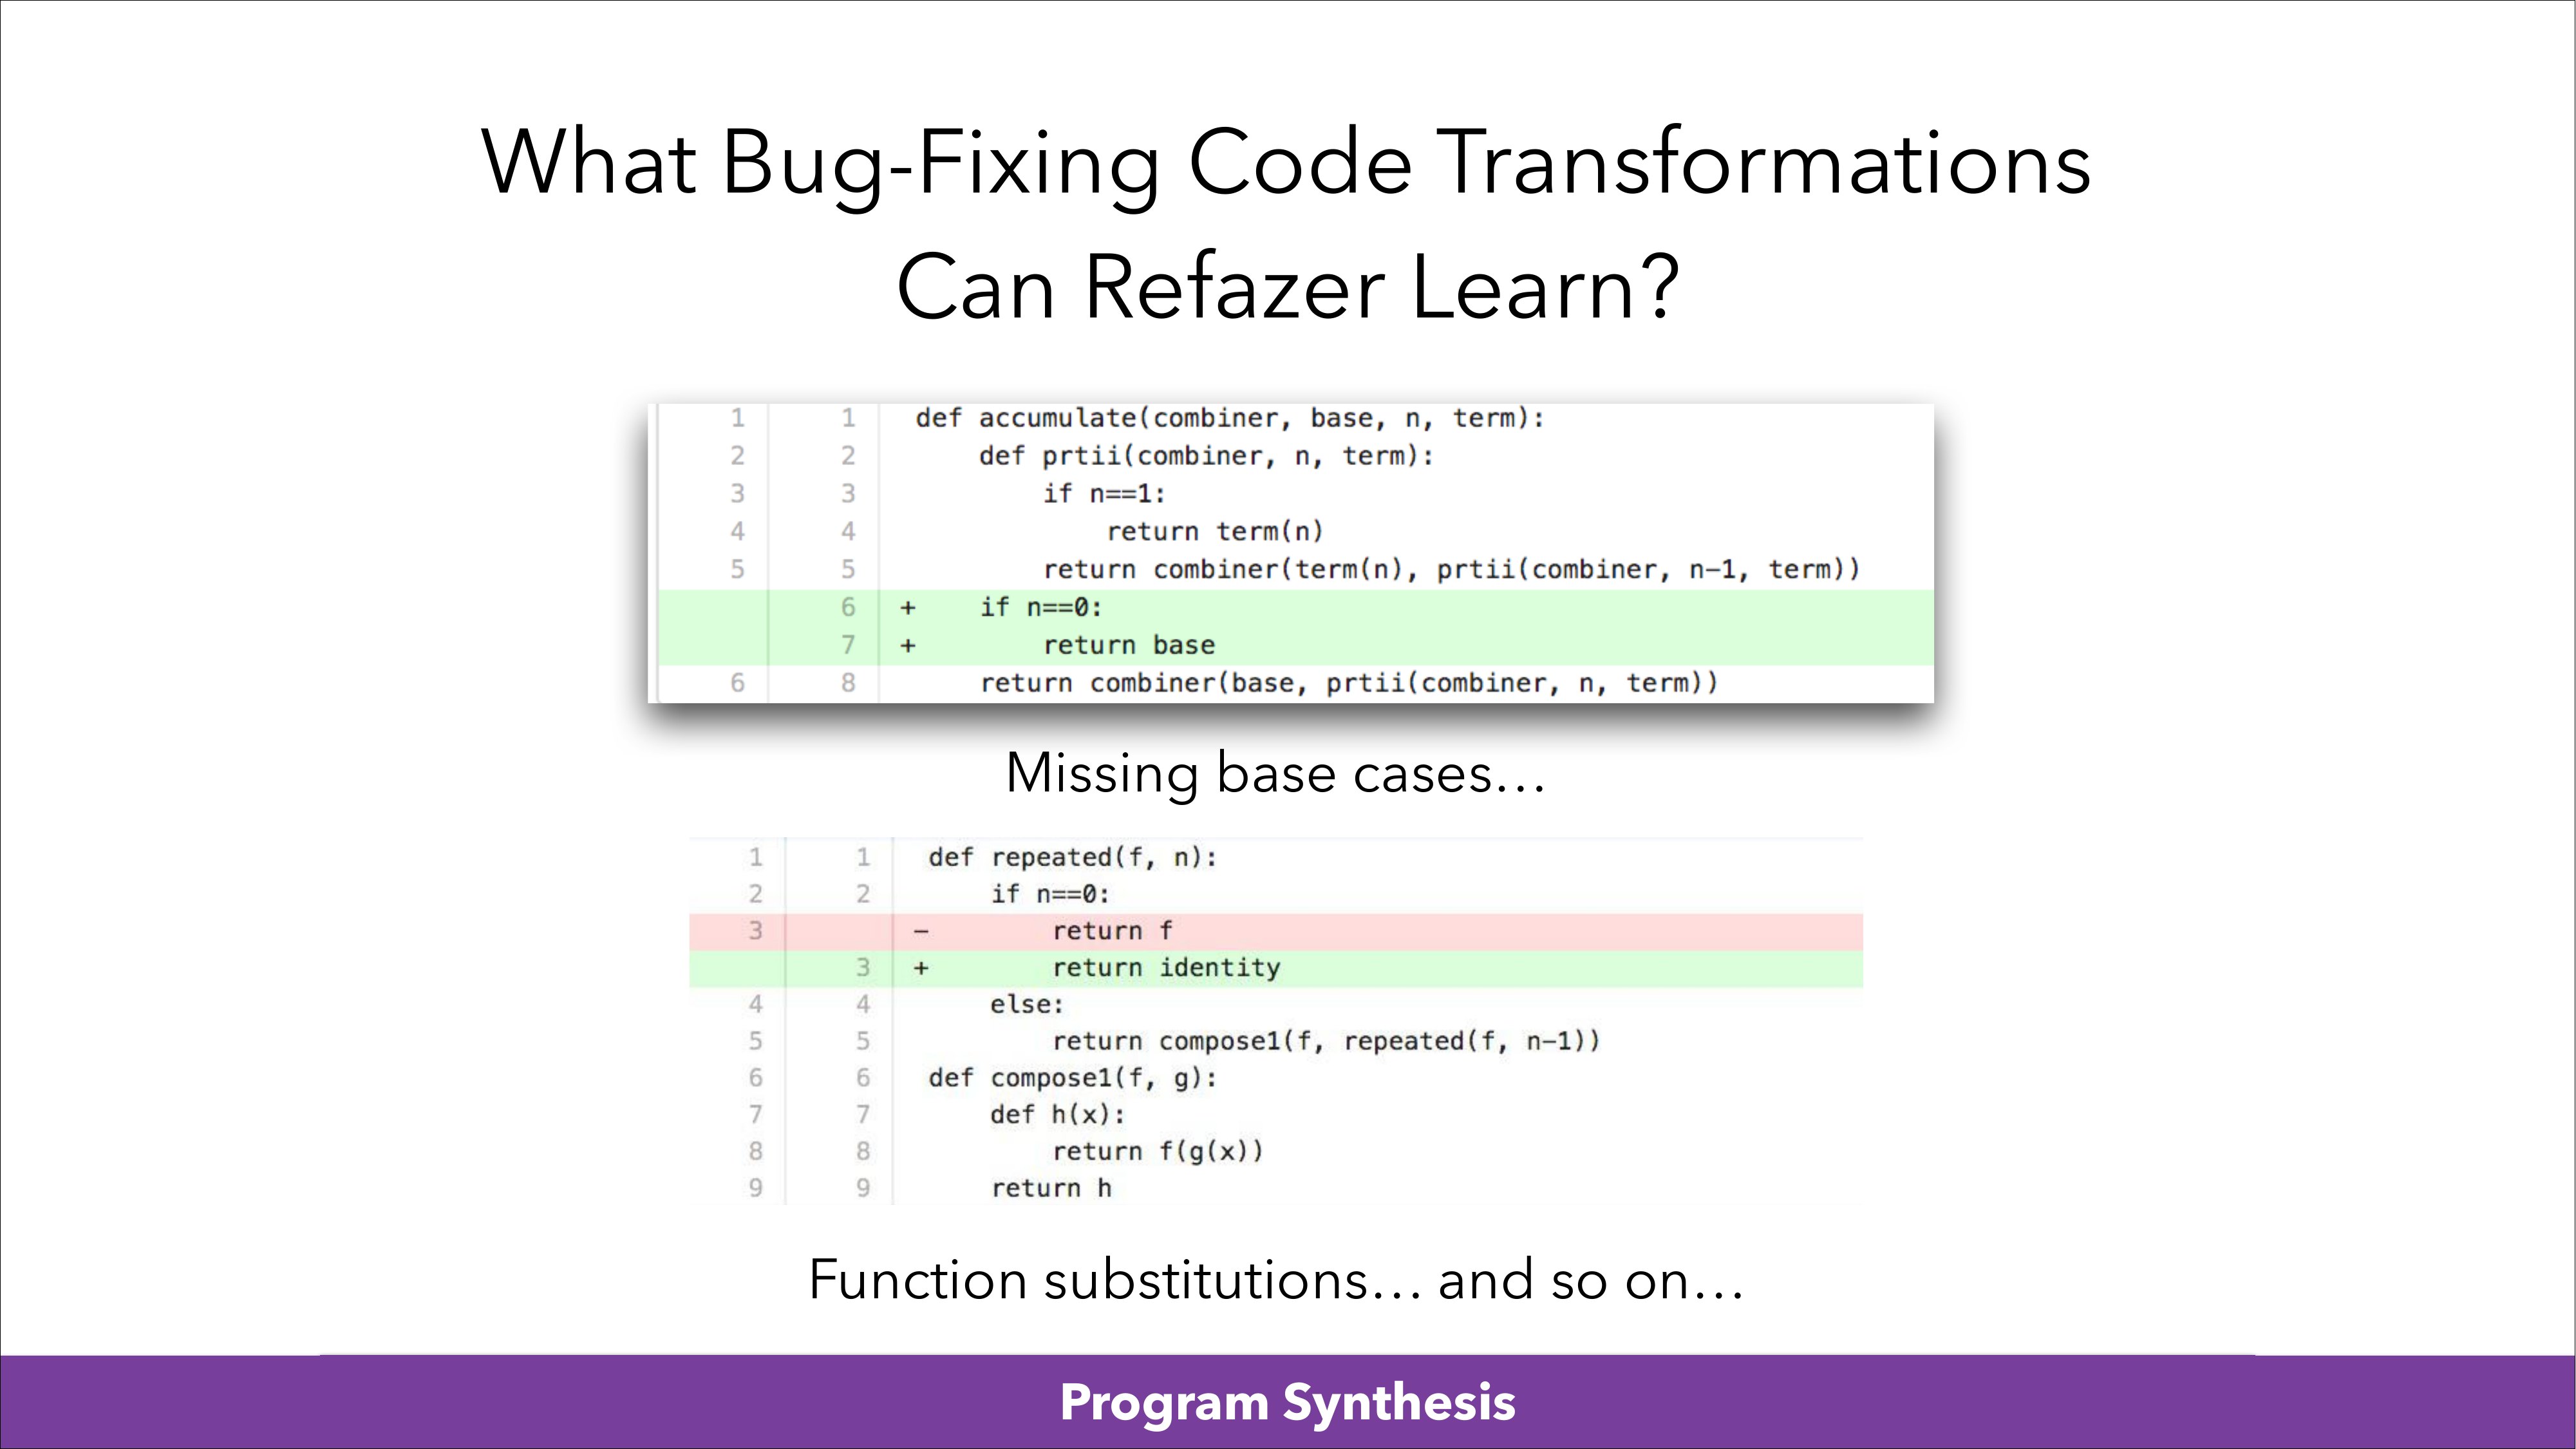 What Bug-Fixing Code Transformations
Can Refazer Learn?
1 1 def accumulate(combiner, base, n, term):
2 2 def prtii(combiner, n, term):
3 3 if n==1:
4 4 return term(n)
5 5 return combiner(term(n), prtii(combiner, n-1, term))
6 + if n==0:
7 + return base
6 8 return combiner(base, prtii(combiner, n, term))
Missing base cases...
1 1 def repeated(f, n):
2 2 if n==0:
3 - return f
3 + return identity
4 4 else:
5 5 return compose1(f, repeated(f, n-1))
6 6 def compose1(f, g):
7 7 def h(x):
8 8 return f(g(x))
9 9 return h
Function substitutions... and so on...
Program Synthesis